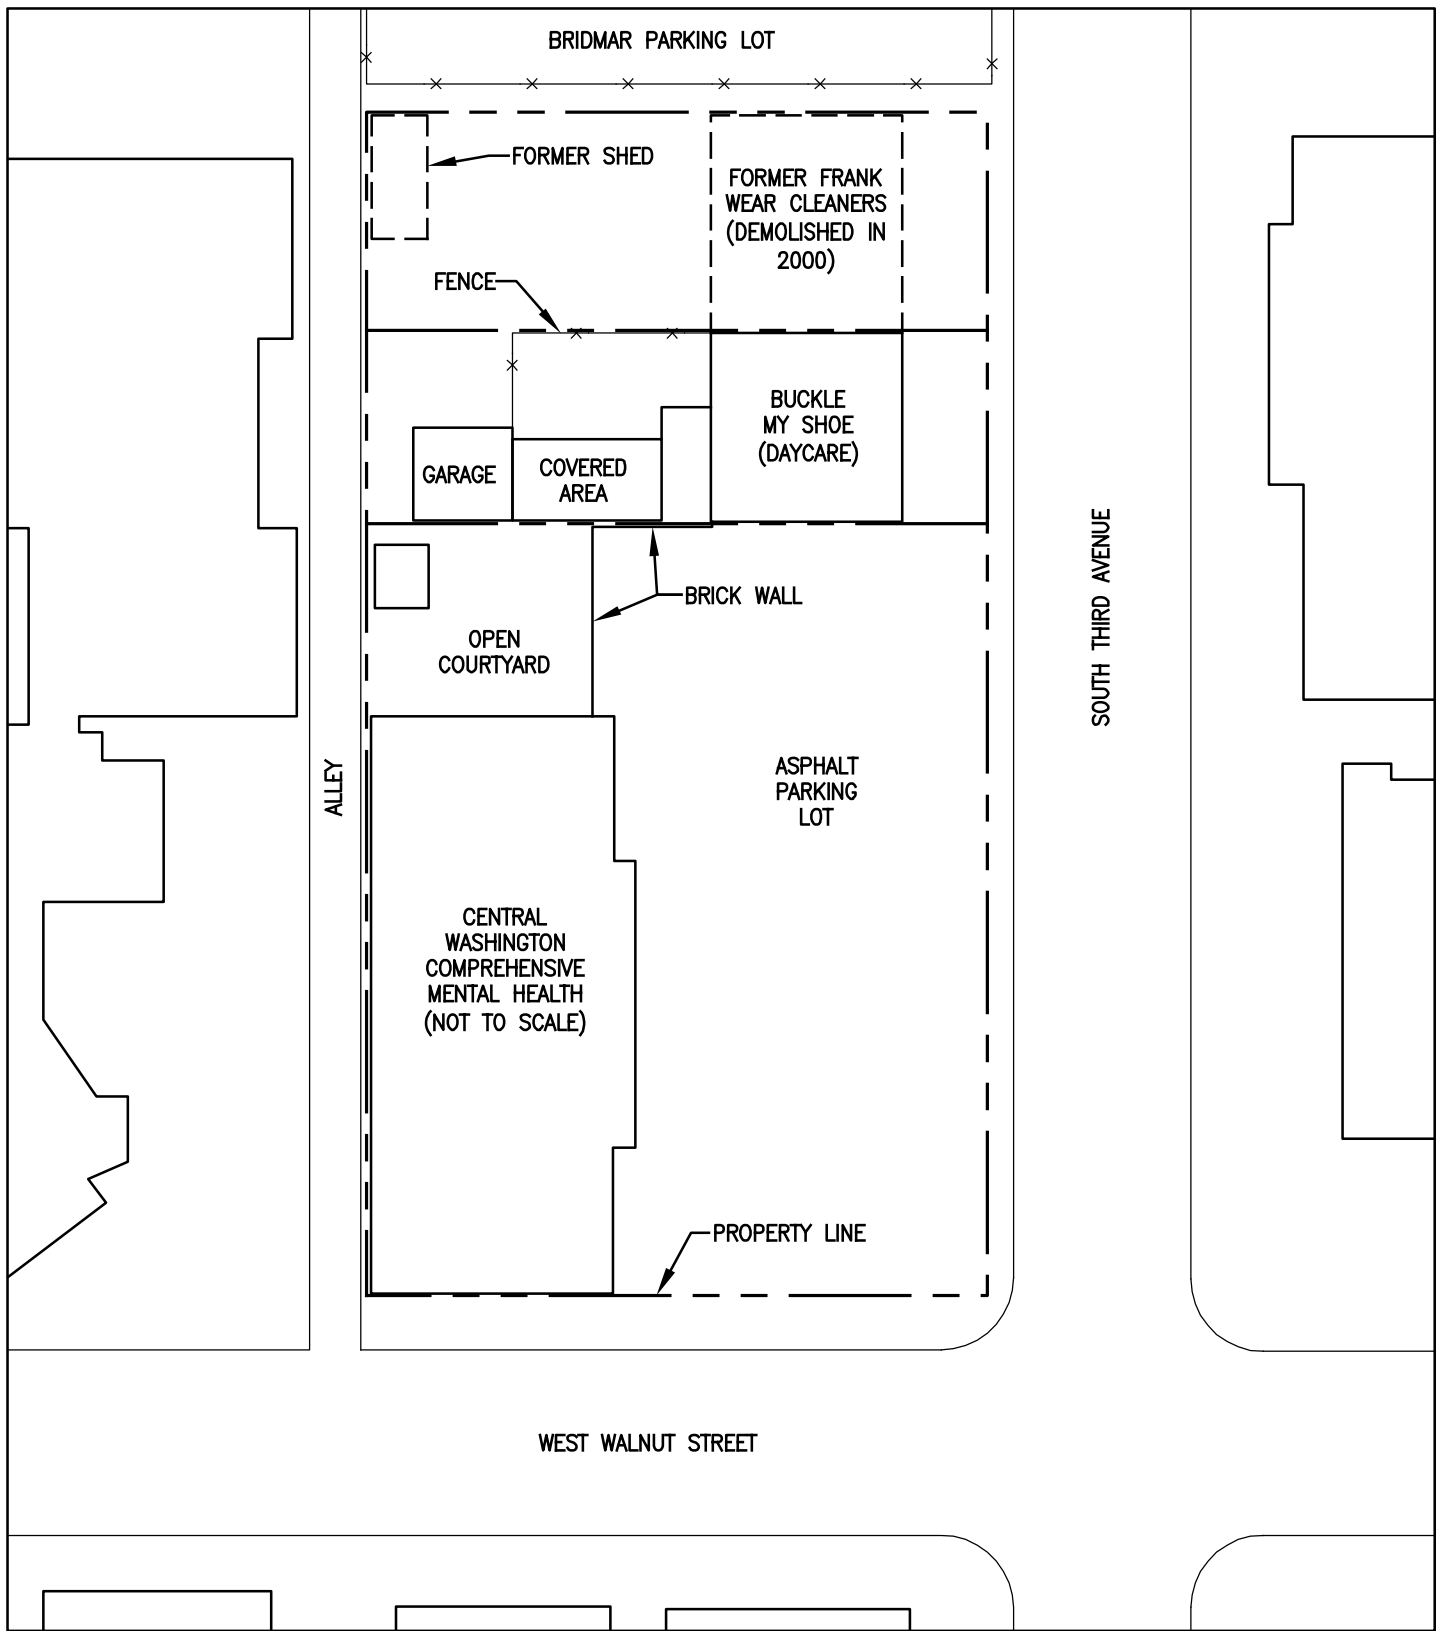 BRIDMAR PARKING LOT
FORMER SHED
FORMER FRANK
WEAR CLEANERS
(DEMOLISHED IN
2000)
FENCE
BUCKLE
MY SHOE
(DAYCARE)
GARAGE
COVERED
AREA
BRICK WALL
OPEN
COURTYARD
SOUTH THIRD AVENUE
ALLEY
ASPHALT
PARKING
LOT
CENTRAL
WASHINGTON
COMPREHENSIVE
MENTAL HEALTH
(NOT TO SCALE)
PROPERTY LINE
WEST WALNUT STREET